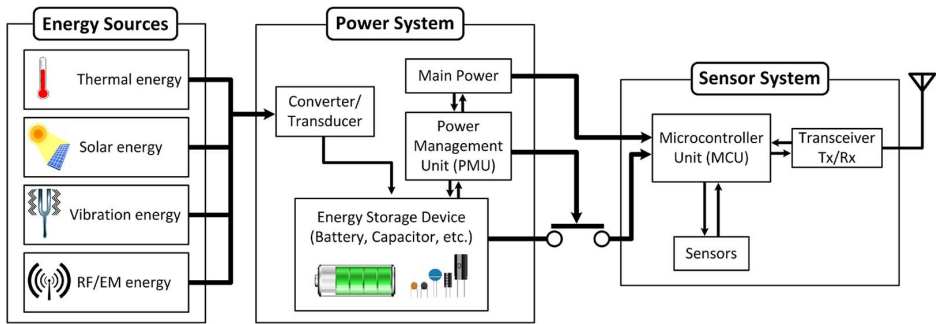 Energy Sources
Thermal energy
Solar energy
Vibration energy
RF/EM energy
Power System
Converter/
Transducer
Main Power
Power
Management
Unit (PMU)
Energy Storage Device
(Battery, Capacitor, etc.)
Sensor System
Microcontroller
Unit (MCU)
Transceiver
Tx/Rx
Sensors